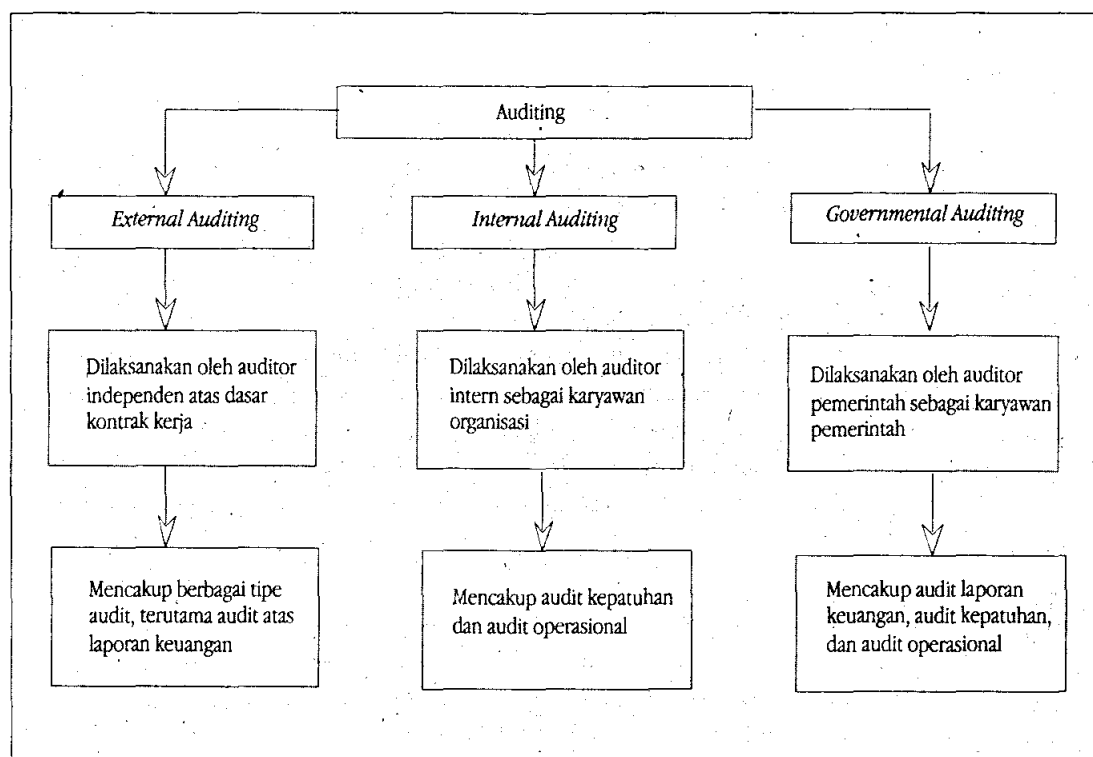 Auditing
External Auditing
Internal Auditing
Governmental Auditing
Dilaksanakan oleh auditor
independen atas dasar
kontrak kerja
Dilaksanakan oleh auditor
intern sebagai karyawan
organisasi
Dilaksanakan oleh auditor
pemerintah sebagai karyawan
pemerintah
Mencakup berbagai tipe
audit, terutama audit atas
laporan keuangan
Mencakup audit kepatuhan
dan audit operasional
Mencakup audit laporan
keuangan, audit kepatuhan,
dan audit operasional